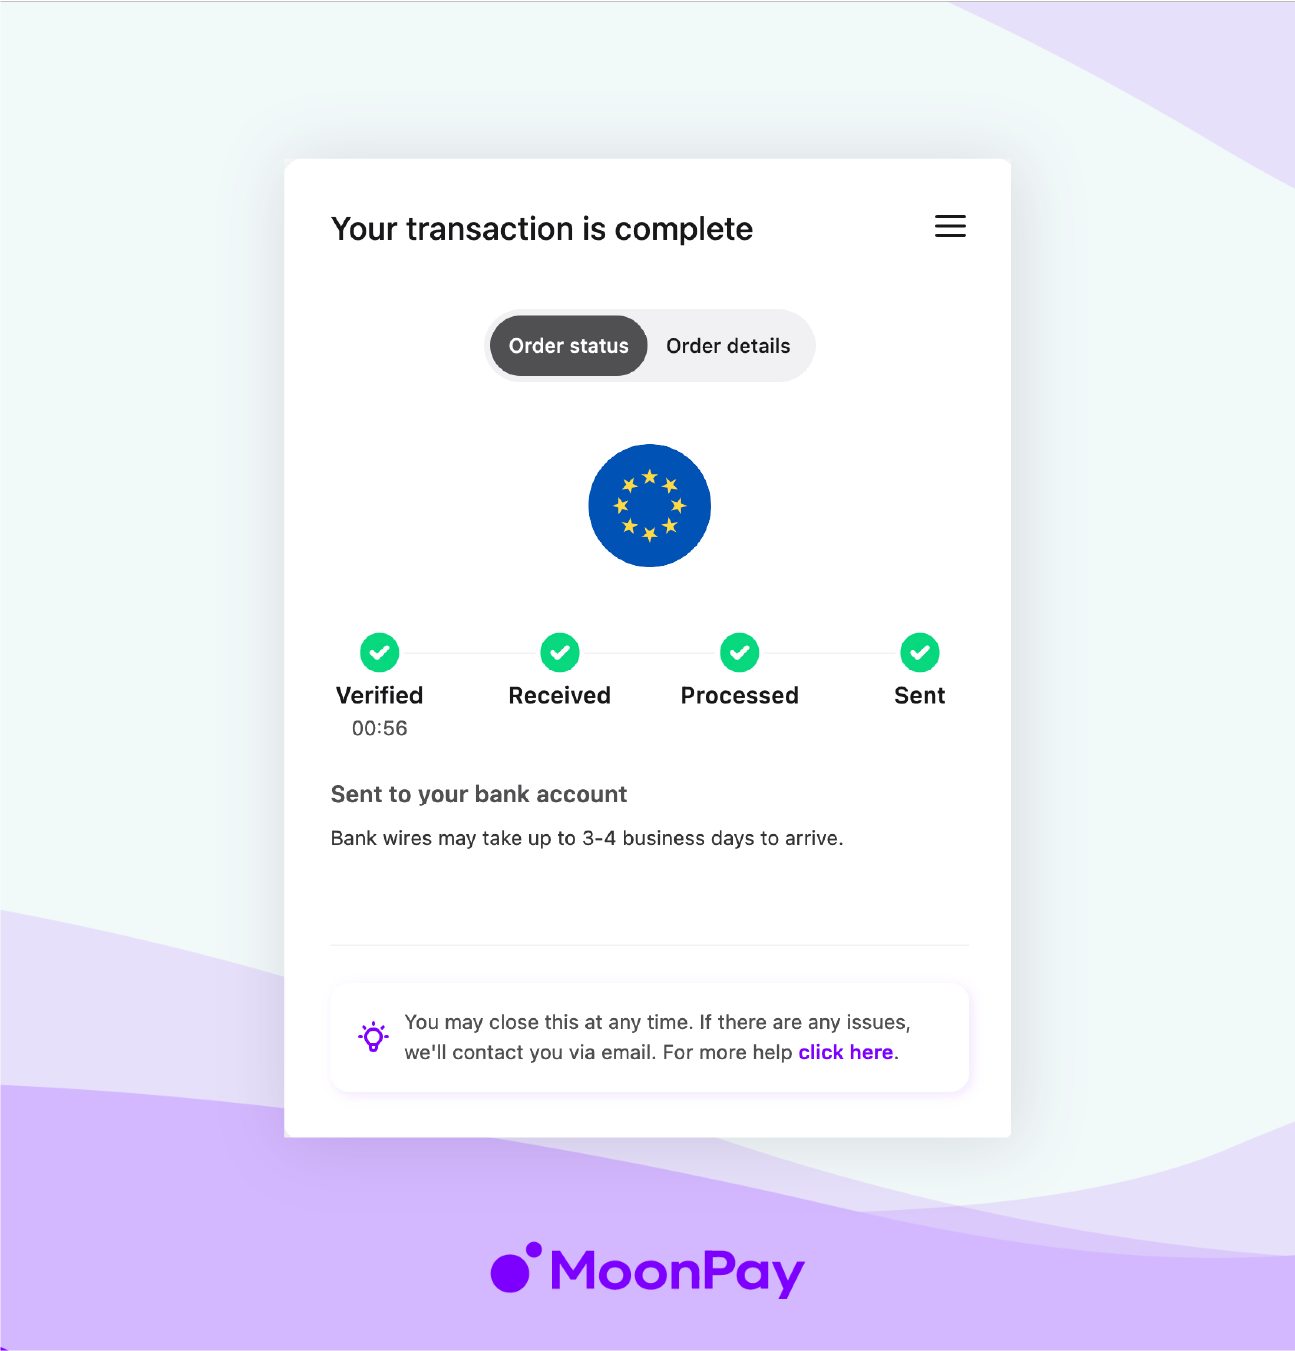 Your transaction is complete
Order status Order details
Verified Received Processed Sent
00:56
Sent to your bank account
Bank wires may take up to 3-4 business days to arrive.
You may close this at any time. If there are any issues,
we'll contact you via email. For more help click here.
MoonPay